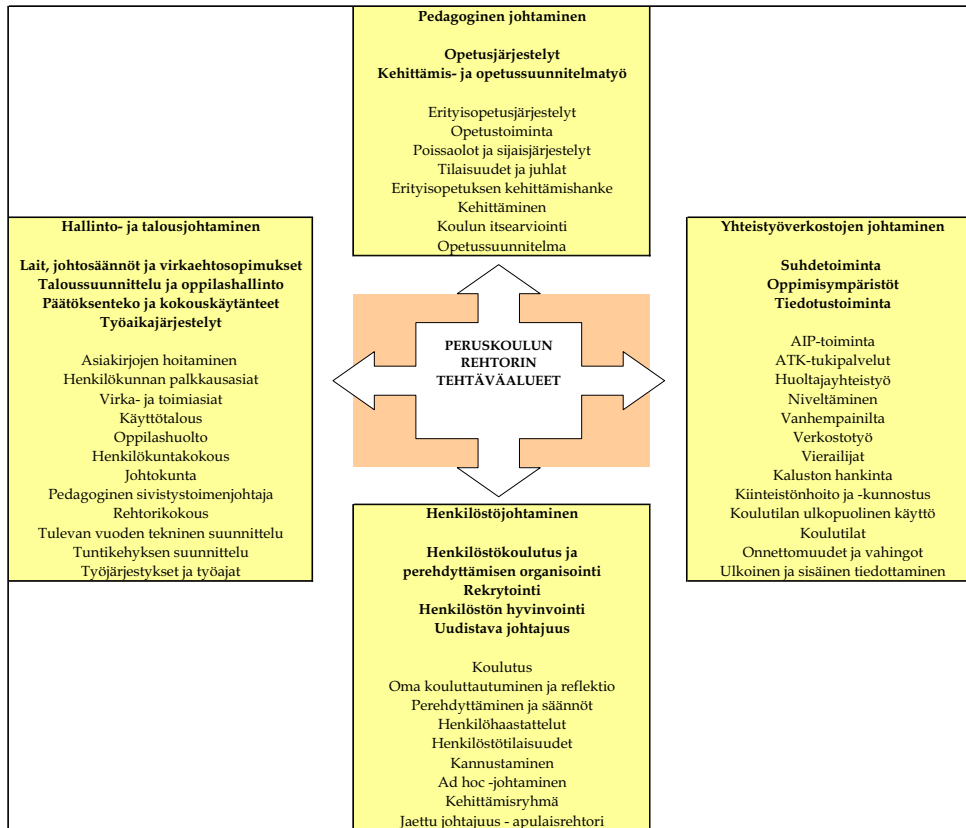 Pedagoginen johtaminen
Opetusjärjestelyt
Kehittämis- ja opetussuunnitelmatyö
Erityisopetusjärjestelyt
Opetustoiminta
Poissaolot ja sijaisjärjestelyt
Tilaisuudet ja juhlat
Erityisopetuksen kehittämishanke
Kehittäminen
Koulun itsearviointi
Opetussuunnitelma
Hallinto- ja talousjohtaminen
Lait, johtosäännöt ja virkaehtosopimukset
Taloussuunnittelu ja oppilashallinto
Päätöksenteko ja kokouskäytänteet
Työaikajärjestelyt
Asiakirjojen hoitaminen
Henkilökunnan palkkausasiat
Virka- ja toimiasiat
Käyttötalous
Oppilashuolto
Henkilökuntakokous
Johtokunta
Pedagoginen sivistystoimenjohtaja
Rehtorikokous
Tulevan vuoden tekninen suunnittelu
Tuntikehyksen suunnittelu
Työjärjestykset ja työajat
PERUSKOULUN
REHTORIN
TEHTÄVÄALUEET
Yhteistyöverkostojen johtaminen
Suhdetoiminta
Oppimisympäristöt
Tiedotustoiminta
AIP-toiminta
ATK-tukipalvelut
Huoltajayhteistyö
Niveltäminen
Vanhempainilta
Verkostotyö
Vierailijat
Kaluston hankinta
Kiinteistönhoito ja -kunnostus
Koulutilan ulkopuolinen käyttö
Koulutilat
Onnettomuudet ja vahingot
Ulkoinen ja sisäinen tiedottaminen
Henkilöstöjohtaminen
Henkilöstökoulutus ja
perehdyttämisen organisointi
Rekrytointi
Henkilöstön hyvinvointi
Uudistava johtajuus
Koulutus
Oma kouluttautuminen ja reflektio
Perehdyttäminen ja säännöt
Henkilöhaastattelut
Henkilöstötilaisuudet
Kannustaminen
Ad hoc -johtaminen
Kehittämisryhmä
Jaettu johtajuus - apulaisrehtori